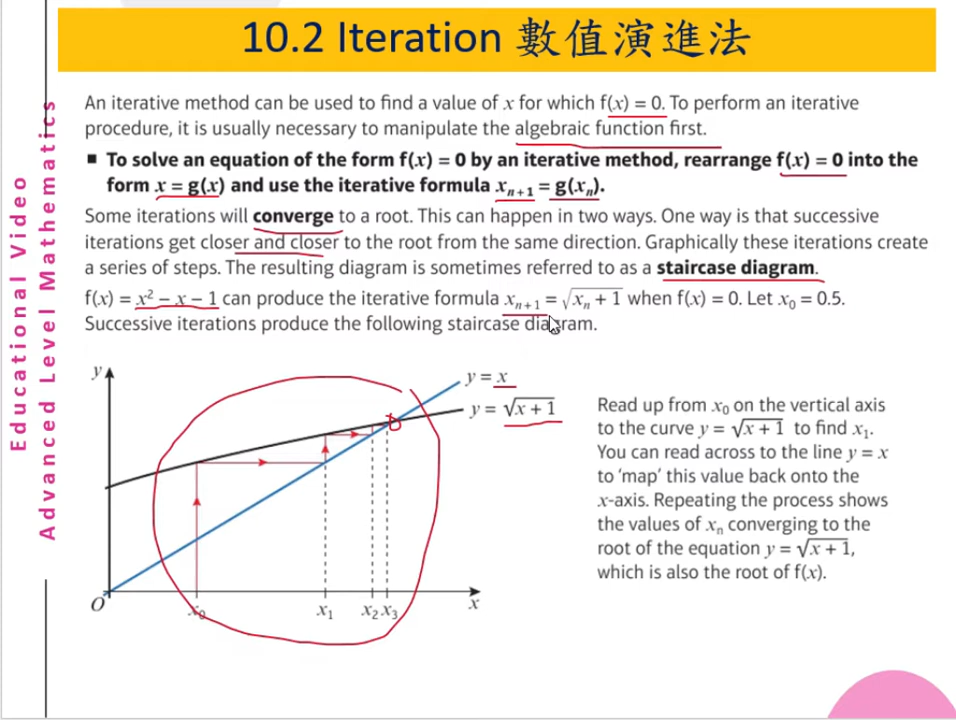 10.2 Iteration 數值演進法
Educational Video
Advanced Level Mathematics
An iterative method can be used to find a value of x for which f(x) = 0. To perform an iterative
procedure, it is usually necessary to manipulate the algebraic function first.
■ To solve an equation of the form f(x) = 0 by an iterative method, rearrange f(x) = 0 into the
form x = g(x) and use the iterative formula xₙ₊₁ = g(xₙ).
Some iterations will converge to a root. This can happen in two ways. One way is that successive
iterations get closer and closer to the root from the same direction. Graphically these iterations create
a series of steps. The resulting diagram is sometimes referred to as a staircase diagram.
f(x) = x² − x − 1 can produce the iterative formula xₙ₊₁ = √(xₙ + 1) when f(x) = 0. Let x₀ = 0.5.
Successive iterations produce the following staircase diagram.
y
y = x
y = √(x + 1)
O
x₀
x₁
x₂
x₃
x
Read up from x₀ on the vertical axis
to the curve y = √(x + 1) to find x₁.
You can read across to the line y = x
to ‘map’ this value back onto the
x-axis. Repeating the process shows
the values of xₙ converging to the
root of the equation y = √(x + 1),
which is also the root of f(x).